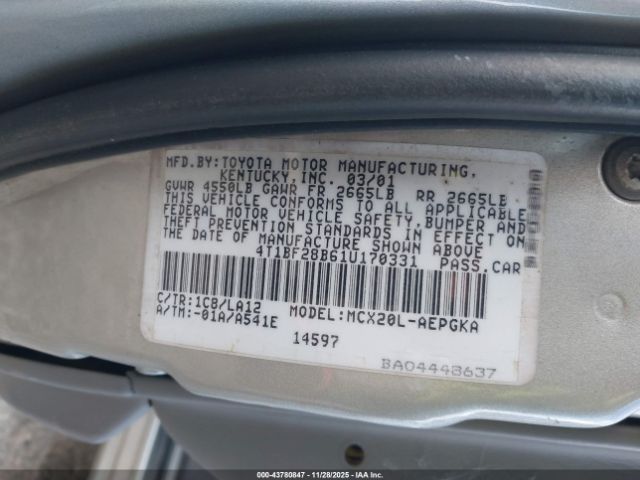 MFD.BY:TOYOTA MOTOR MANUFACTURING,
KENTUCKY,INC. 03/01
GVWR 4550LB GAWR FR 2665LB RR 2665LB
THIS VEHICLE CONFORMS TO ALL APPLICABLE
FEDERAL MOTOR VEHICLE SAFETY,BUMPER,AND
THEFT PREVENTION STANDARDS IN EFFECT ON
THE DATE OF MANUFACTURE SHOWN ABOVE
4T1BF28B61U170331 PASS.CAR
C/TR:1C8/LA12 MODEL:MCX20L-AEPGKA
A/TM:-01A/A541E
14597
BA04448637
000-43780847 - 11/28/2025 - IAA Inc.